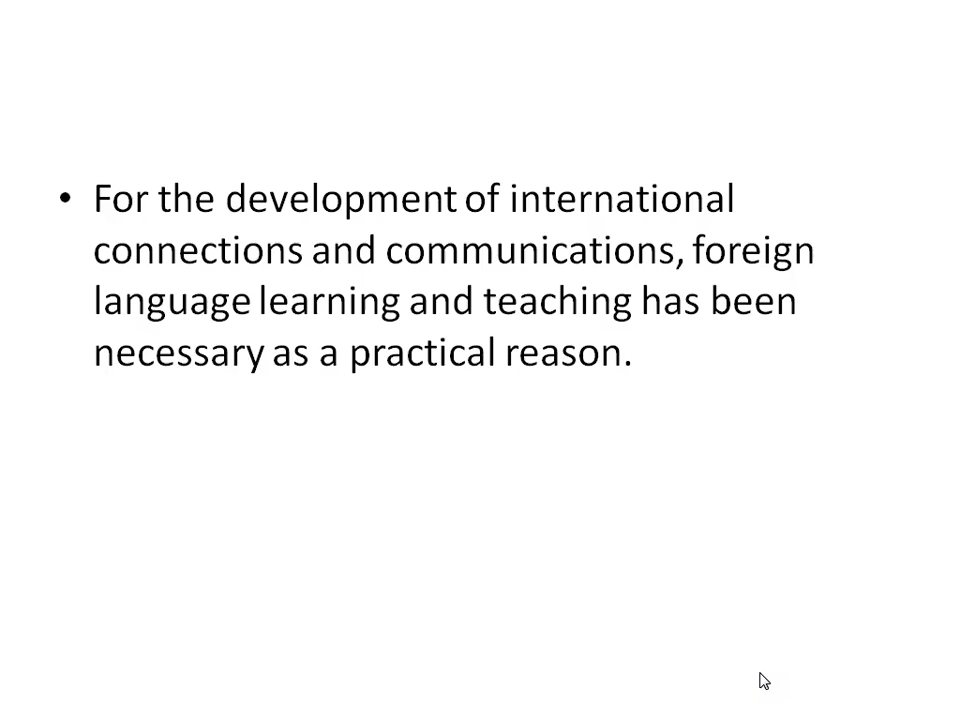 • For the development of international
connections and communications, foreign
language learning and teaching has been
necessary as a practical reason.